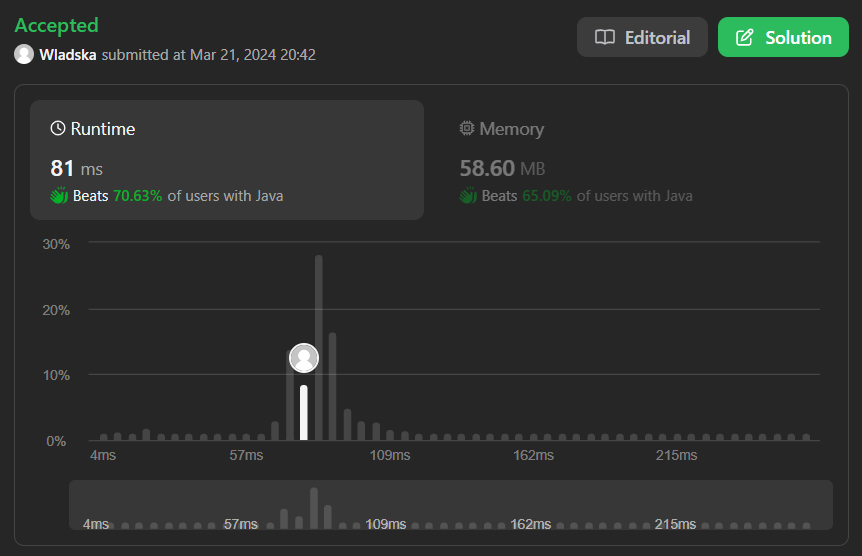 Accepted
Wladska submitted at Mar 21, 2024 20:42
Editorial
Solution
Runtime
81 ms
Beats 70.63% of users with Java
Memory
58.60 MB
Beats 65.09% of users with Java
30%
20%
10%
0%
4ms 57ms 109ms 162ms 215ms
4ms 57ms 109ms 162ms 215ms